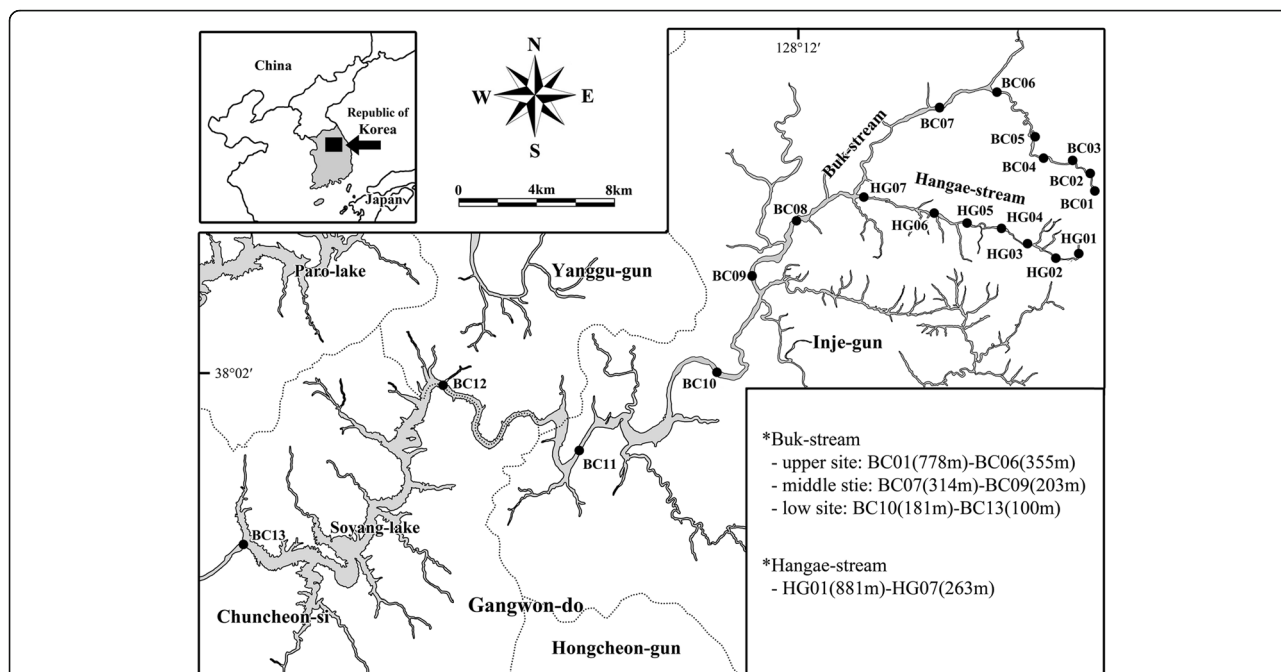 China
Republic of
Korea
Japan
N
W
E
S
0
4km
8km
128°12′
BC06
BC07
BC05
BC03
BC04
BC02
BC01
Buk-stream
Hangae-stream
HG07
HG05
HG04
HG06
HG01
HG03
HG02
BC08
BC09
Paro-lake
Yanggu-gun
Inje-gun
38°02′
BC12
BC10
BC11
Soyang-lake
BC13
Chuncheon-si
Gangwon-do
Hongcheon-gun
*Buk-stream
- upper site: BC01(778m)-BC06(355m)
- middle stie: BC07(314m)-BC09(203m)
- low site: BC10(181m)-BC13(100m)
*Hangae-stream
- HG01(881m)-HG07(263m)